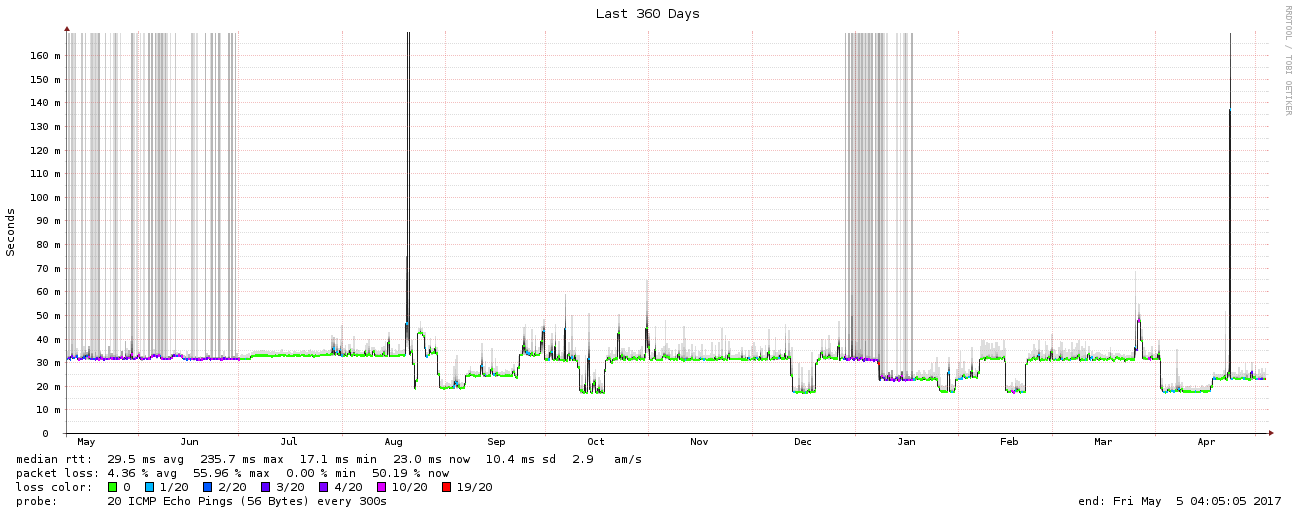 Last 360 Days
RRDTOOL / TOBI OETIKER
Seconds
160 m
150 m
140 m
130 m
120 m
110 m
100 m
90 m
80 m
70 m
60 m
50 m
40 m
30 m
20 m
10 m
0
May Jun Jul Aug Sep Oct Nov Dec Jan Feb Mar Apr
median rtt: 29.5 ms avg 235.7 ms max 17.1 ms min 23.0 ms now 10.4 ms sd 2.9 am/s
packet loss: 4.36 % avg 55.96 % max 0.00 % min 50.19 % now
loss color: 0 1/20 2/20 3/20 4/20 10/20 19/20
probe: 20 ICMP Echo Pings (56 Bytes) every 300s end: Fri May 5 04:05:05 2017